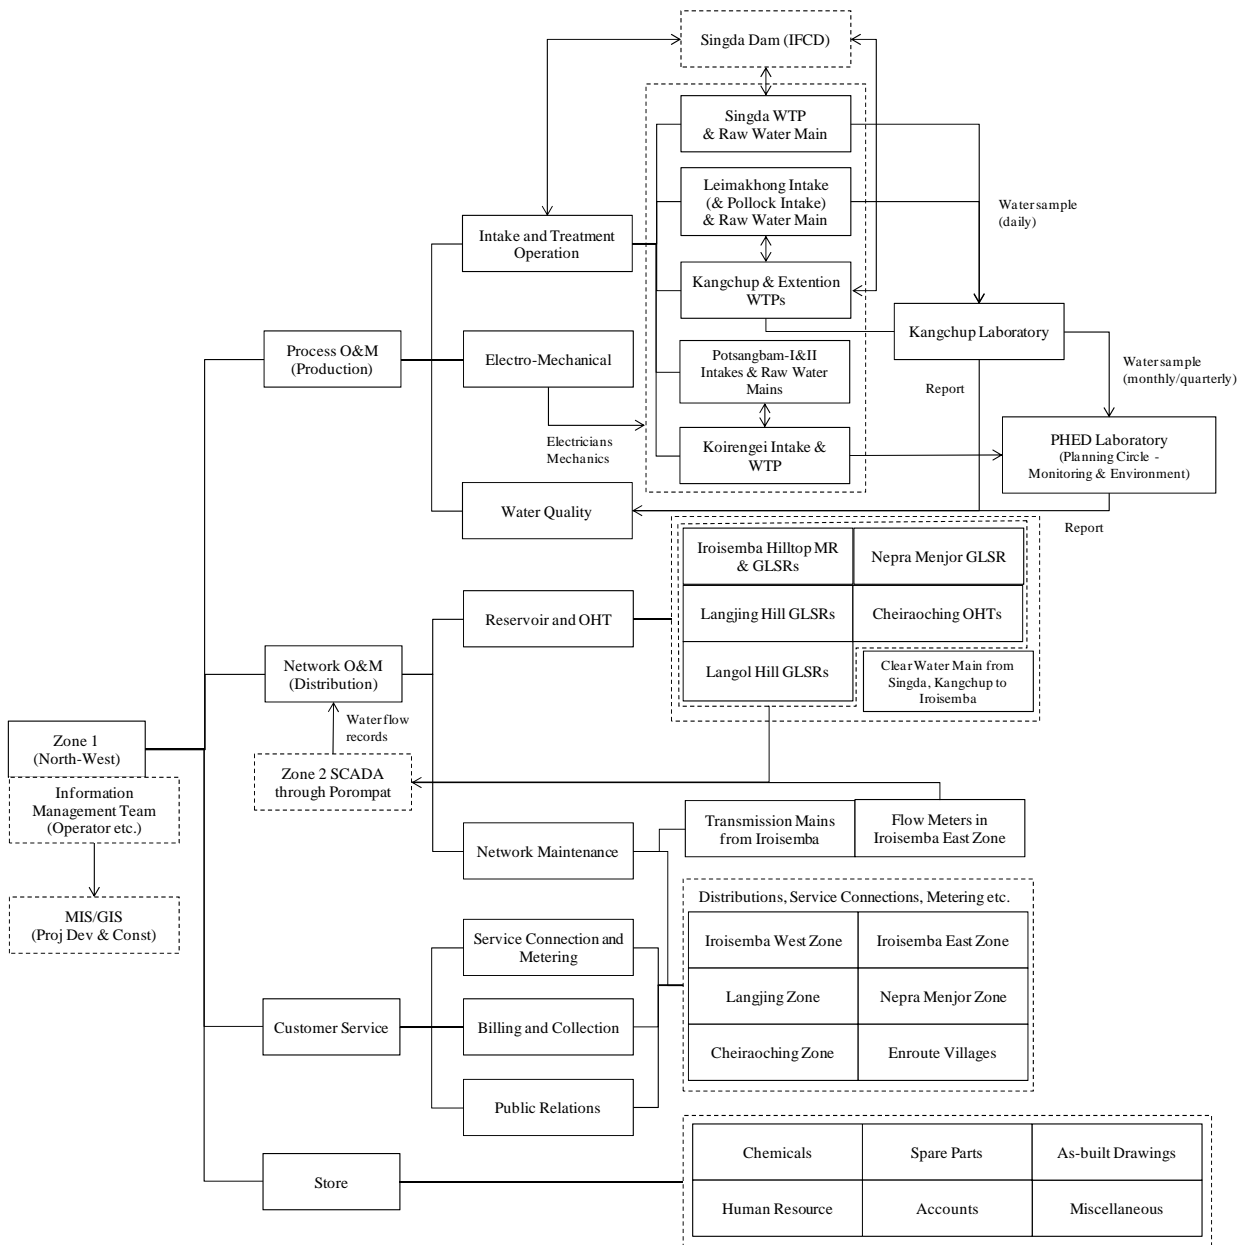 Singda Dam (IFCD)
Singda WTP
& Raw Water Main
Leimakhong Intake
(& Pollock Intake)
& Raw Water Main
Water sample
(daily)
Intake and Treatment
Operation
Kangchup & Extention
WTPs
Kangchup Laboratory
Process O&M
(Production)
Electro-Mechanical
Potsangbam-I&II
Intakes & Raw Water
Mains
Water sample
(monthly/quarterly)
Report
Electricians
Mechanics
Koirengei Intake &
WTP
PHED Laboratory
(Planning Circle -
Monitoring & Environment)
Water Quality
Report
Iroisemba Hilltop MR
& GLSRs
Nepra Menjor GLSR
Reservoir and OHT
Langjing Hill GLSRs
Cheiraoching OHTs
Network O&M
(Distribution)
Langol Hill GLSRs
Clear Water Main from
Singda, Kangchup to
Iroisemba
Water flow
records
Zone 1
(North-West)
Zone 2 SCADA
through Porompat
Information
Management Team
(Operator etc.)
Transmission Mains
from Iroisemba
Flow Meters in
Iroisemba East Zone
Network Maintenance
MIS/GIS
(Proj Dev & Const)
Distributions, Service Connections, Metering etc.
Service Connection and
Metering
Iroisemba West Zone
Iroisemba East Zone
Langjing Zone
Nepra Menjor Zone
Customer Service
Billing and Collection
Cheiraoching Zone
Enroute Villages
Public Relations
Chemicals
Spare Parts
As-built Drawings
Store
Human Resource
Accounts
Miscellaneous